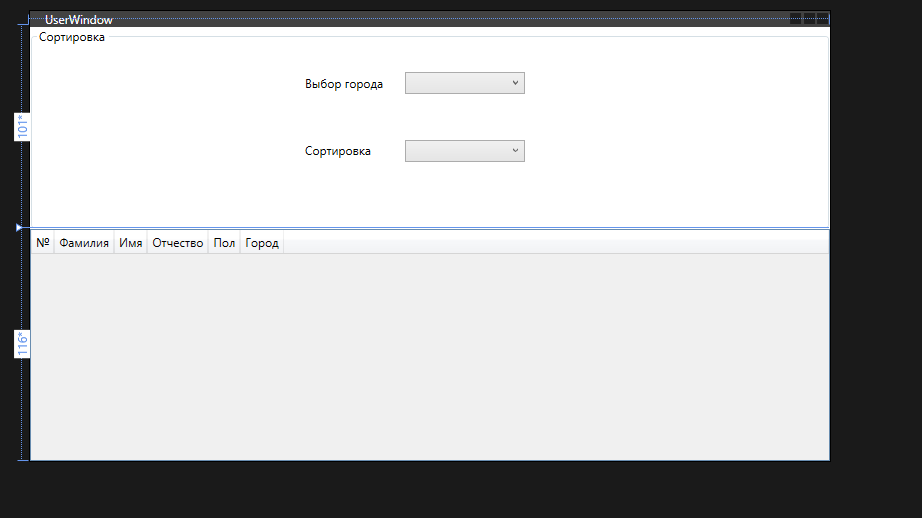 UserWindow
Сортировка
Выбор города
Сортировка
101*
№ Фамилия Имя Отчество Пол Город
116*